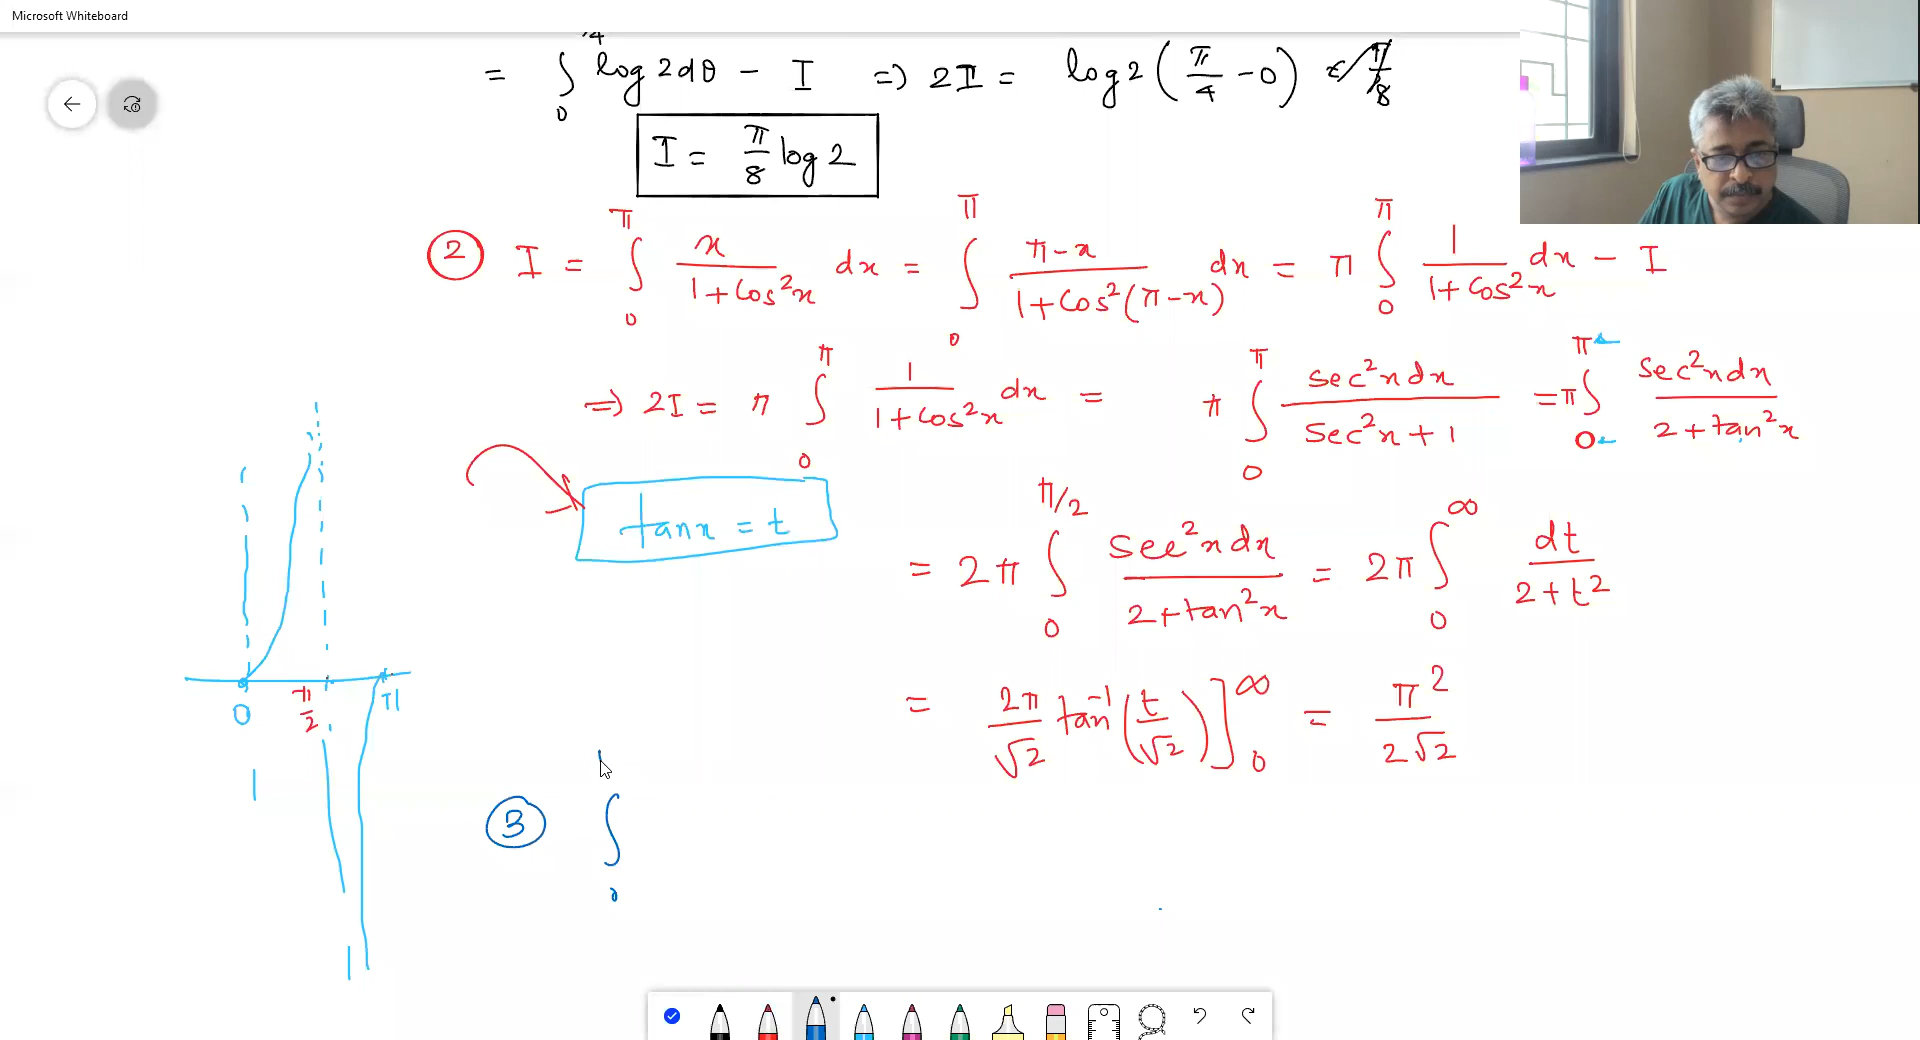 Microsoft Whiteboard
= ∫₀^π/4 log 2 dθ − I ⇒ 2I = log 2 (π/4 − 0) π/8
I = π/8 log 2
② I = ∫₀^π x/(1+cos²x) dx = ∫₀^π (π−x)/(1+cos²(π−x)) dx = π ∫₀^π 1/(1+cos²x) dx − I
⇒ 2I = π ∫₀^π 1/(1+cos²x) dx = π ∫₀^π sec²x dx/(sec²x+1) = π ∫₀^π sec²x dx/(2+tan²x)
tanx = t
= 2π ∫₀^π/2 sec²x dx/(2+tan²x) = 2π ∫₀^∞ dt/(2+t²)
= 2π/√2 tan⁻¹(t/√2)]₀^∞ = π²/(2√2)
0 π/2 π
③ ∫₀